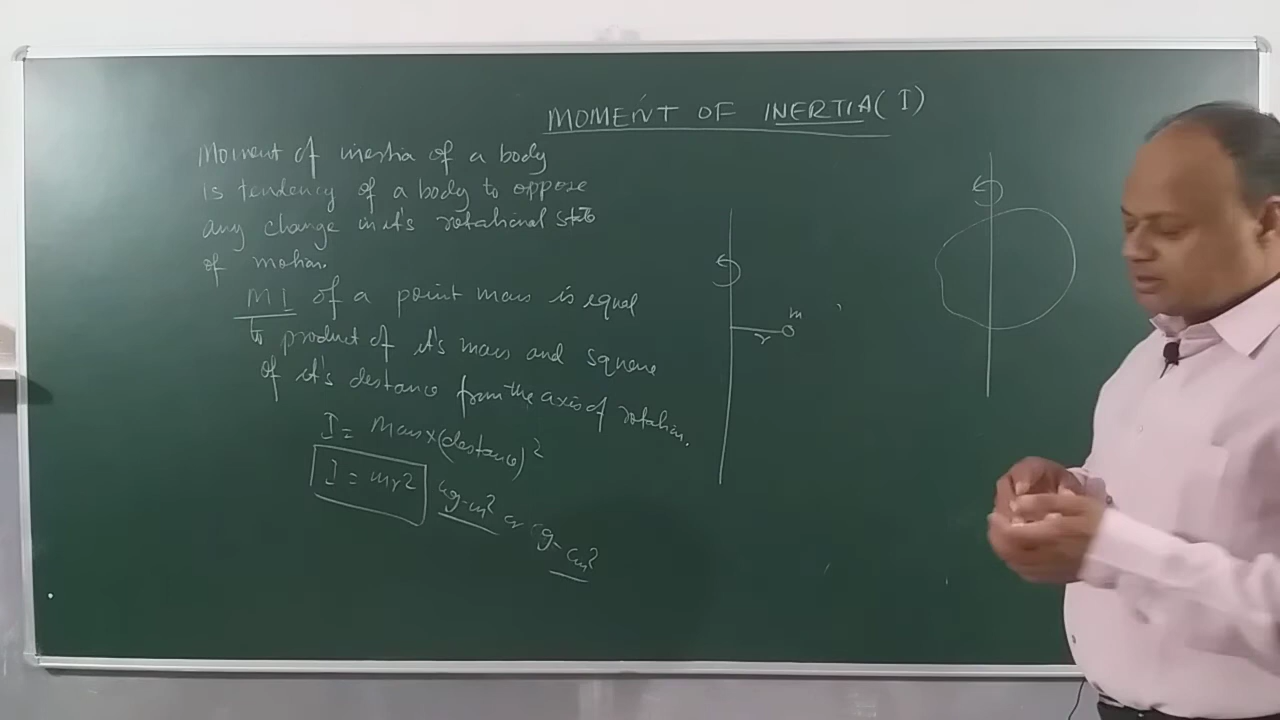 MOMENT OF INERTIA (I)
Moment of inertia of a body
is tendency of a body to oppose
any change in it's rotational state
of motion.
M I of a point mass is equal
to product of it's mass and square
of it's distance from the axis of rotation.
I = Mass × (distance)²
I = mr² kg-m² or g-cm²
m
r